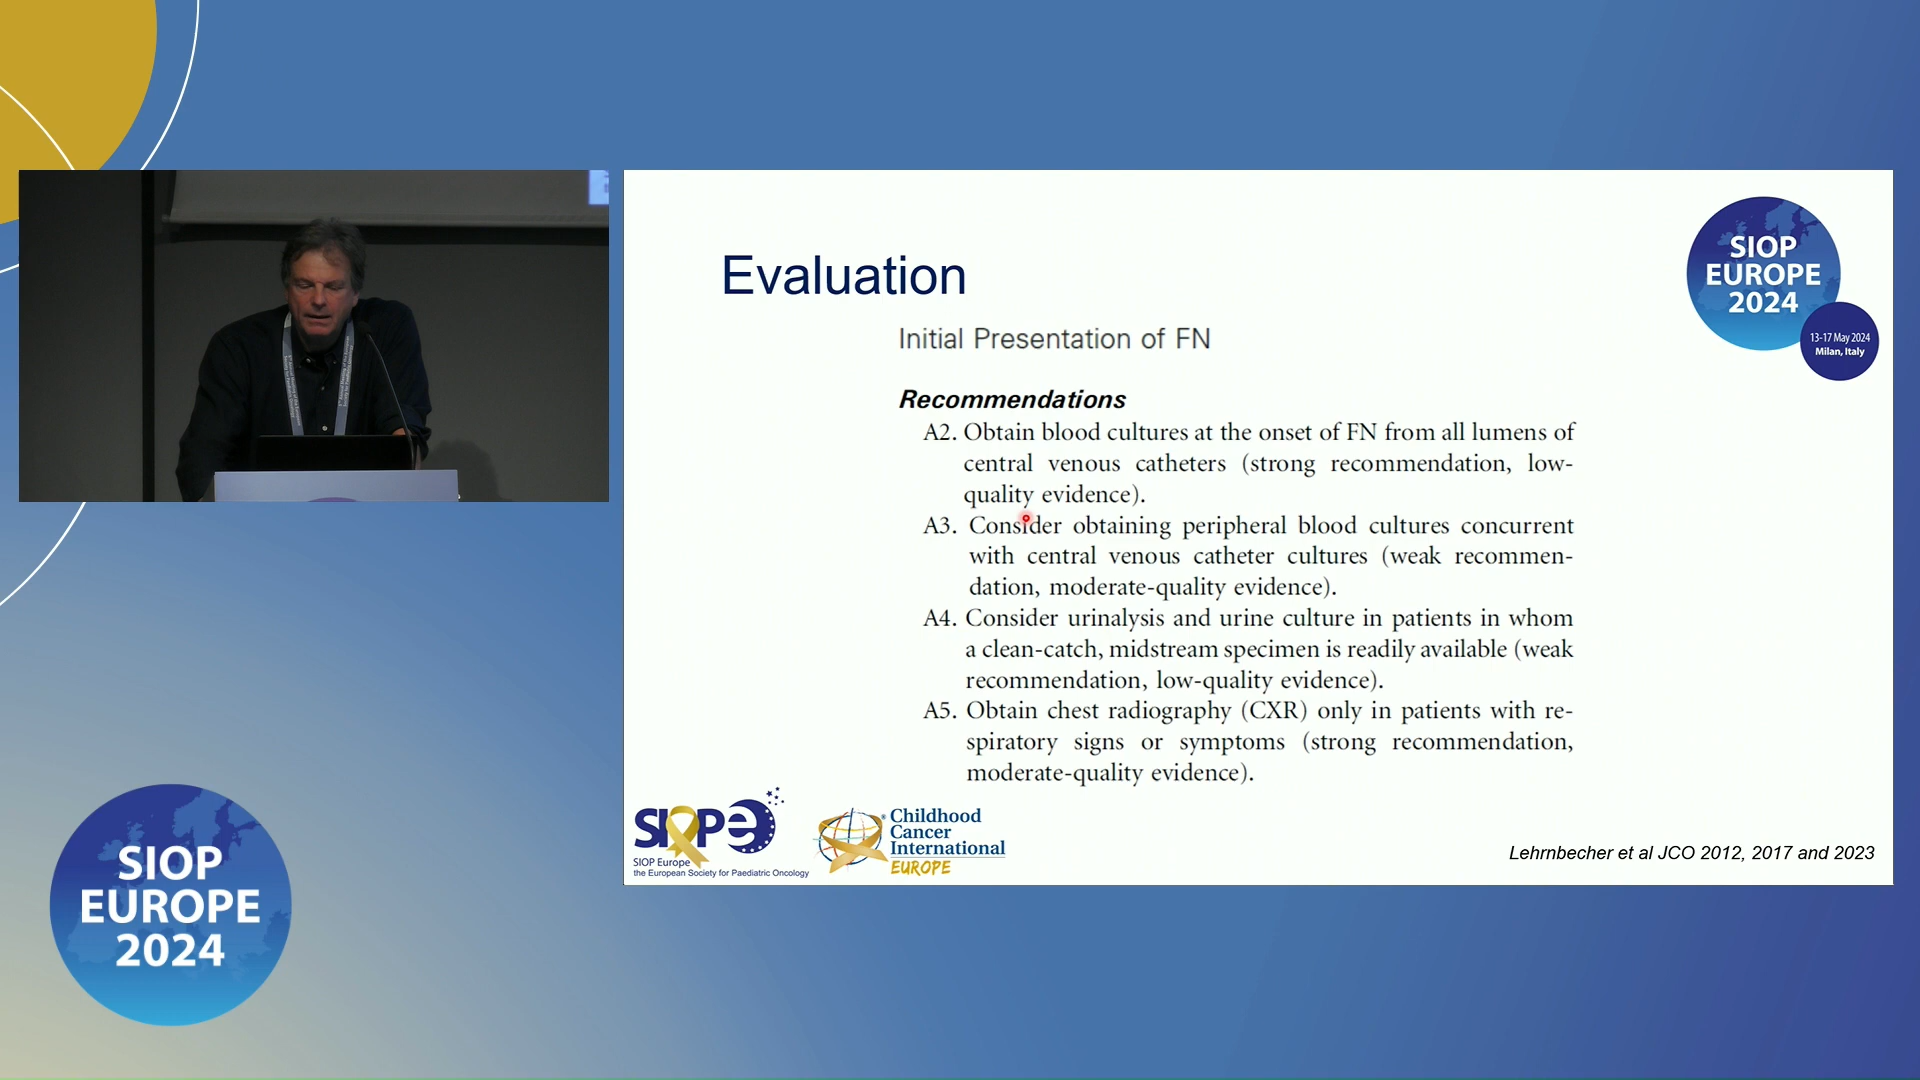 Evaluation
Initial Presentation of FN
Recommendations
A2. Obtain blood cultures at the onset of FN from all lumens of
central venous catheters (strong recommendation, low-
quality evidence).
A3. Consider obtaining peripheral blood cultures concurrent
with central venous catheter cultures (weak recommen-
dation, moderate-quality evidence).
A4. Consider urinalysis and urine culture in patients in whom
a clean-catch, midstream specimen is readily available (weak
recommendation, low-quality evidence).
A5. Obtain chest radiography (CXR) only in patients with re-
spiratory signs or symptoms (strong recommendation,
moderate-quality evidence).
SIOP
EUROPE
2024
13-17 May 2024
Milan, Italy
SIOPe
SIOP Europe
the European Society for Paediatric Oncology
Childhood
Cancer
International
EUROPE
Lehrnbecher et al JCO 2012, 2017 and 2023
SIOP
EUROPE
2024